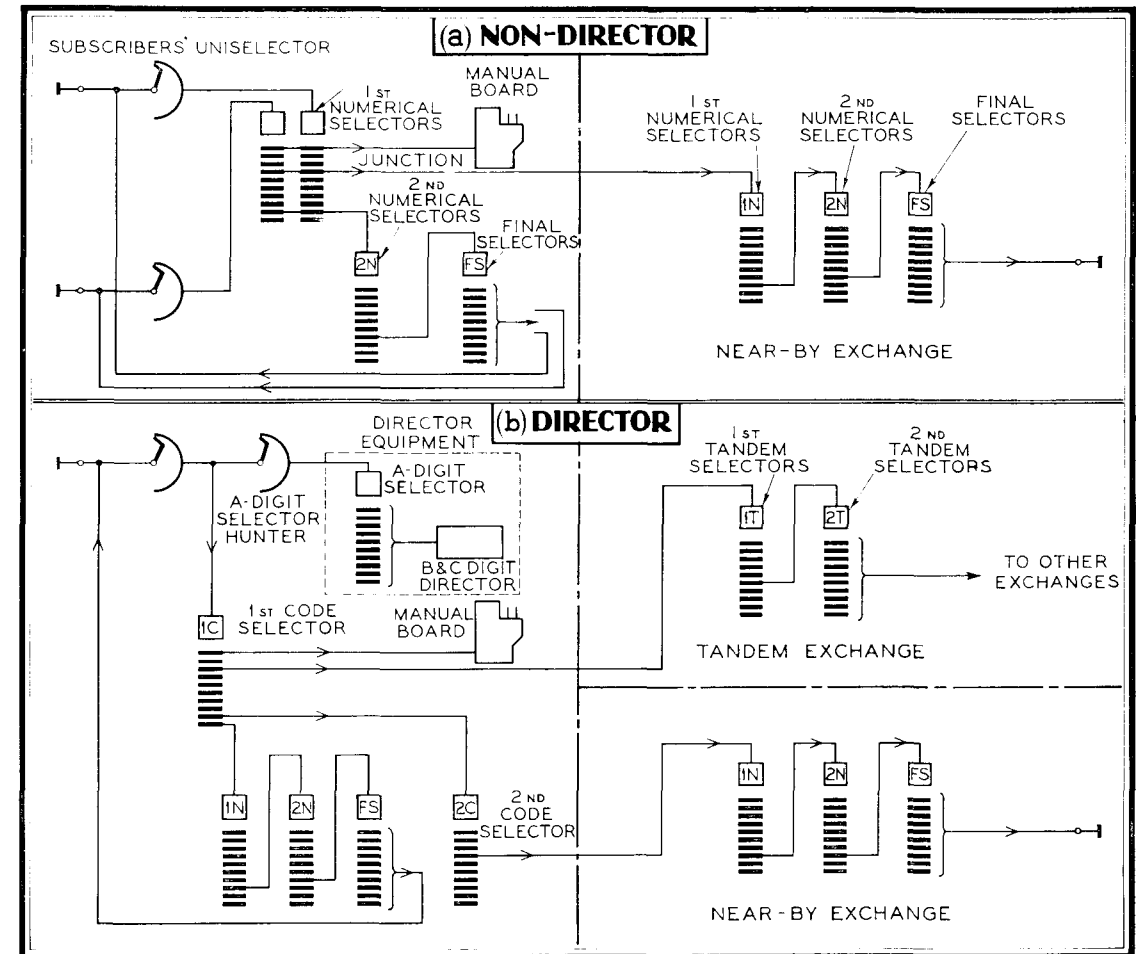 (a) NON-DIRECTOR
SUBSCRIBERS' UNISELECTOR
1ST
NUMERICAL
SELECTORS
MANUAL
BOARD
JUNCTION
2ND
NUMERICAL
SELECTORS
FINAL
SELECTORS
2N
FS
1ST
NUMERICAL
SELECTORS
2ND
NUMERICAL
SELECTORS
FINAL
SELECTORS
1N
2N
FS
NEAR-BY EXCHANGE
(b) DIRECTOR
DIRECTOR
EQUIPMENT
A-DIGIT
SELECTOR
A-DIGIT
SELECTOR
HUNTER
B&C DIGIT
DIRECTOR
1ST CODE
SELECTOR
1C
MANUAL
BOARD
1N
2N
FS
2C
2ND
CODE
SELECTOR
1ST
TANDEM
SELECTORS
2ND
TANDEM
SELECTORS
1T
2T
TO OTHER
EXCHANGES
TANDEM EXCHANGE
1N
2N
FS
NEAR-BY EXCHANGE